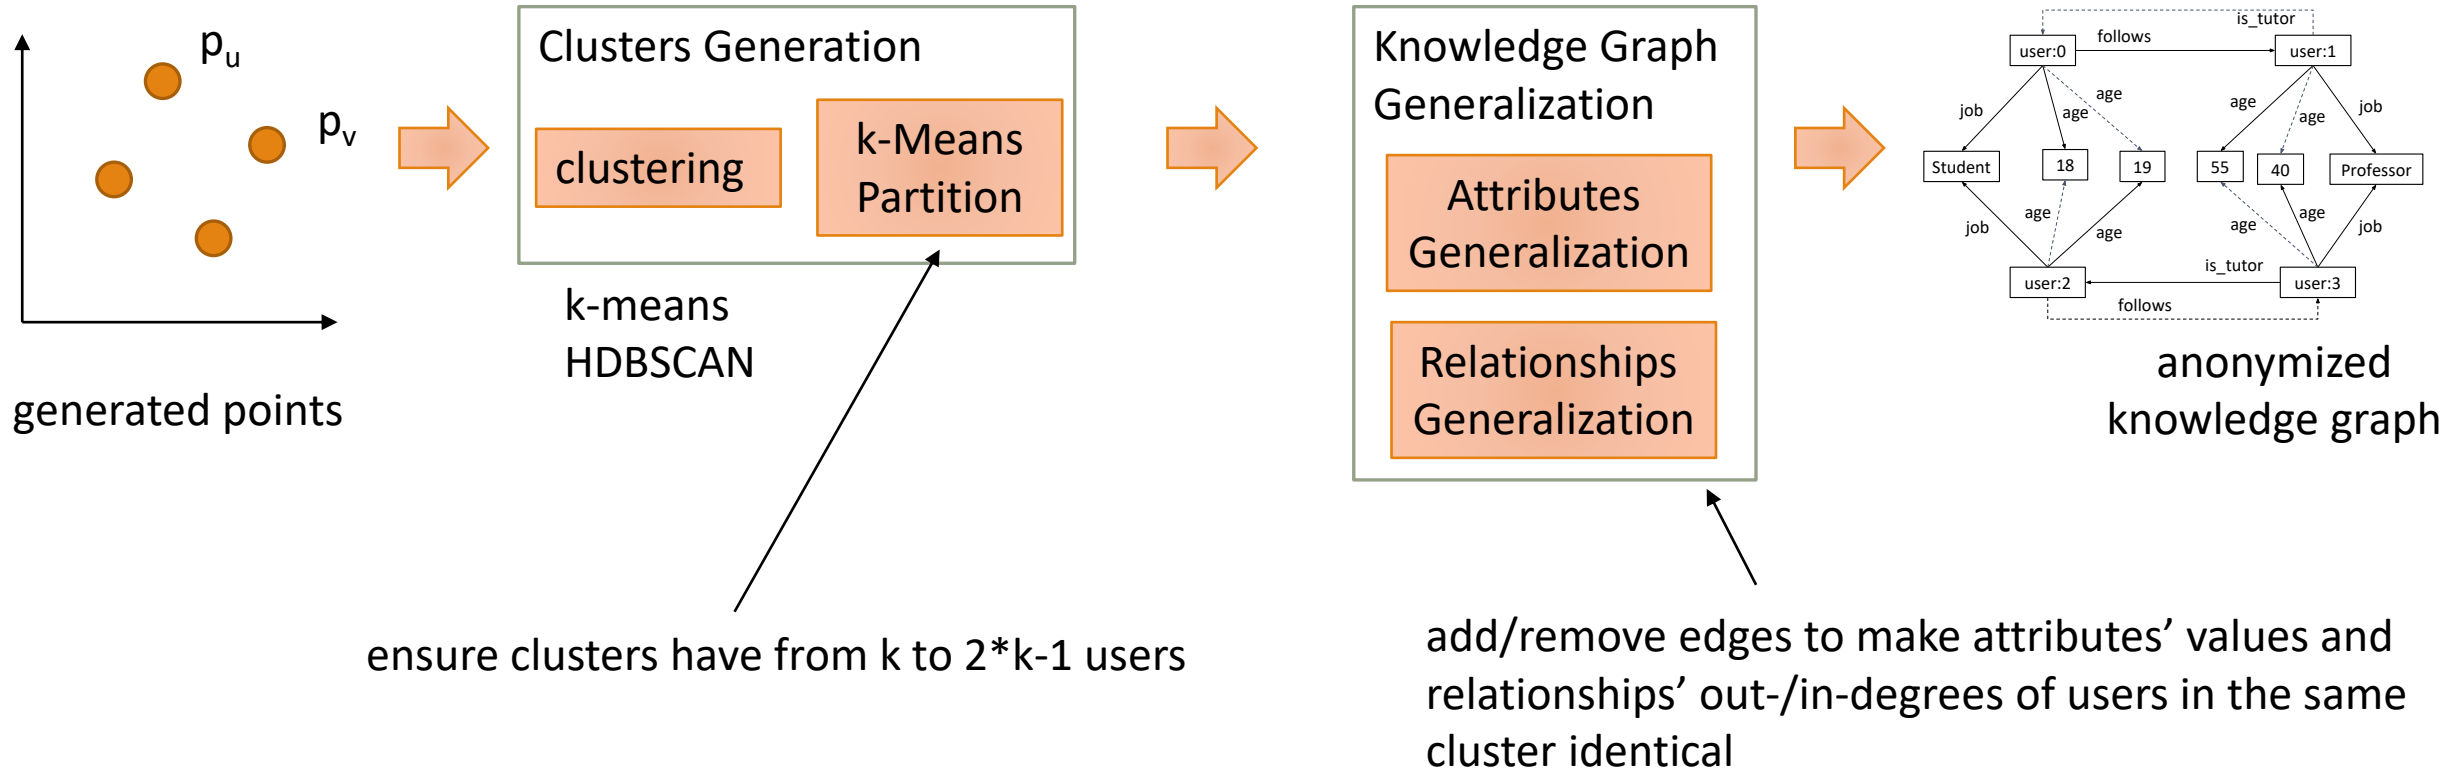 p_u
p_v
generated points
Clusters Generation
clustering
k-Means
Partition
k-means
HDBSCAN
ensure clusters have from k to 2*k-1 users
Knowledge Graph
Generalization
Attributes
Generalization
Relationships
Generalization
add/remove edges to make attributes’ values and
relationships’ out-/in-degrees of users in the same
cluster identical
is_tutor
follows
user:0
user:1
job
age
age
age
age
job
Student
18
19
55
40
Professor
job
age
age
age
age
job
user:2
is_tutor
user:3
follows
anonymized
knowledge graph